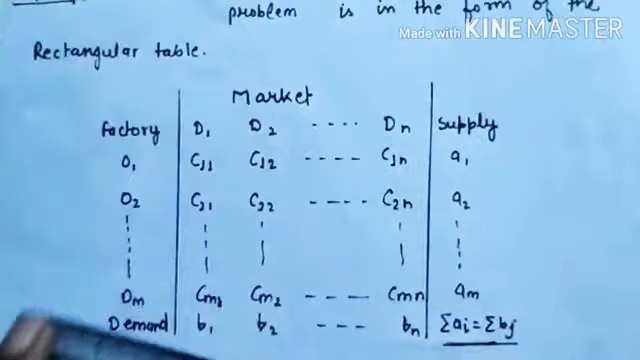 problem is in the form of the
Made with KINEMASTER
Rectangular table.
Market
Factory D1 D2 ---- Dn Supply
O1 C11 C12 ---- C1n a1
O2 C21 C22 ---- C2n a2
Om Cm1 Cm2 ---- Cmn am
Demand b1 b2 --- bn Σai=Σbj